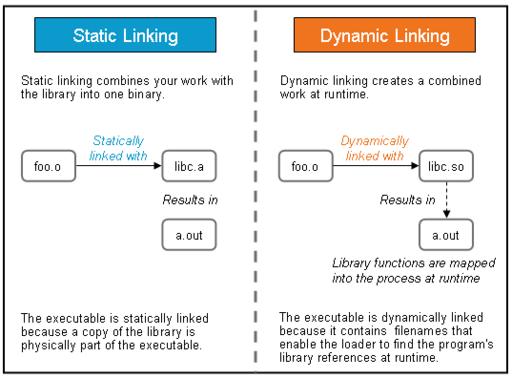 Static Linking
Static linking combines your work with
the library into one binary.
Statically
linked with
foo.o
libc.a
Results in
a.out
The executable is statically linked
because a copy of the library is
physically part of the executable.
Dynamic Linking
Dynamic linking creates a combined
work at runtime.
Dynamically
linked with
foo.o
libc.so
Results in
a.out
Library functions are mapped
into the process at runtime
The executable is dynamically linked
because it contains filenames that
enable the loader to find the program's
library references at runtime.